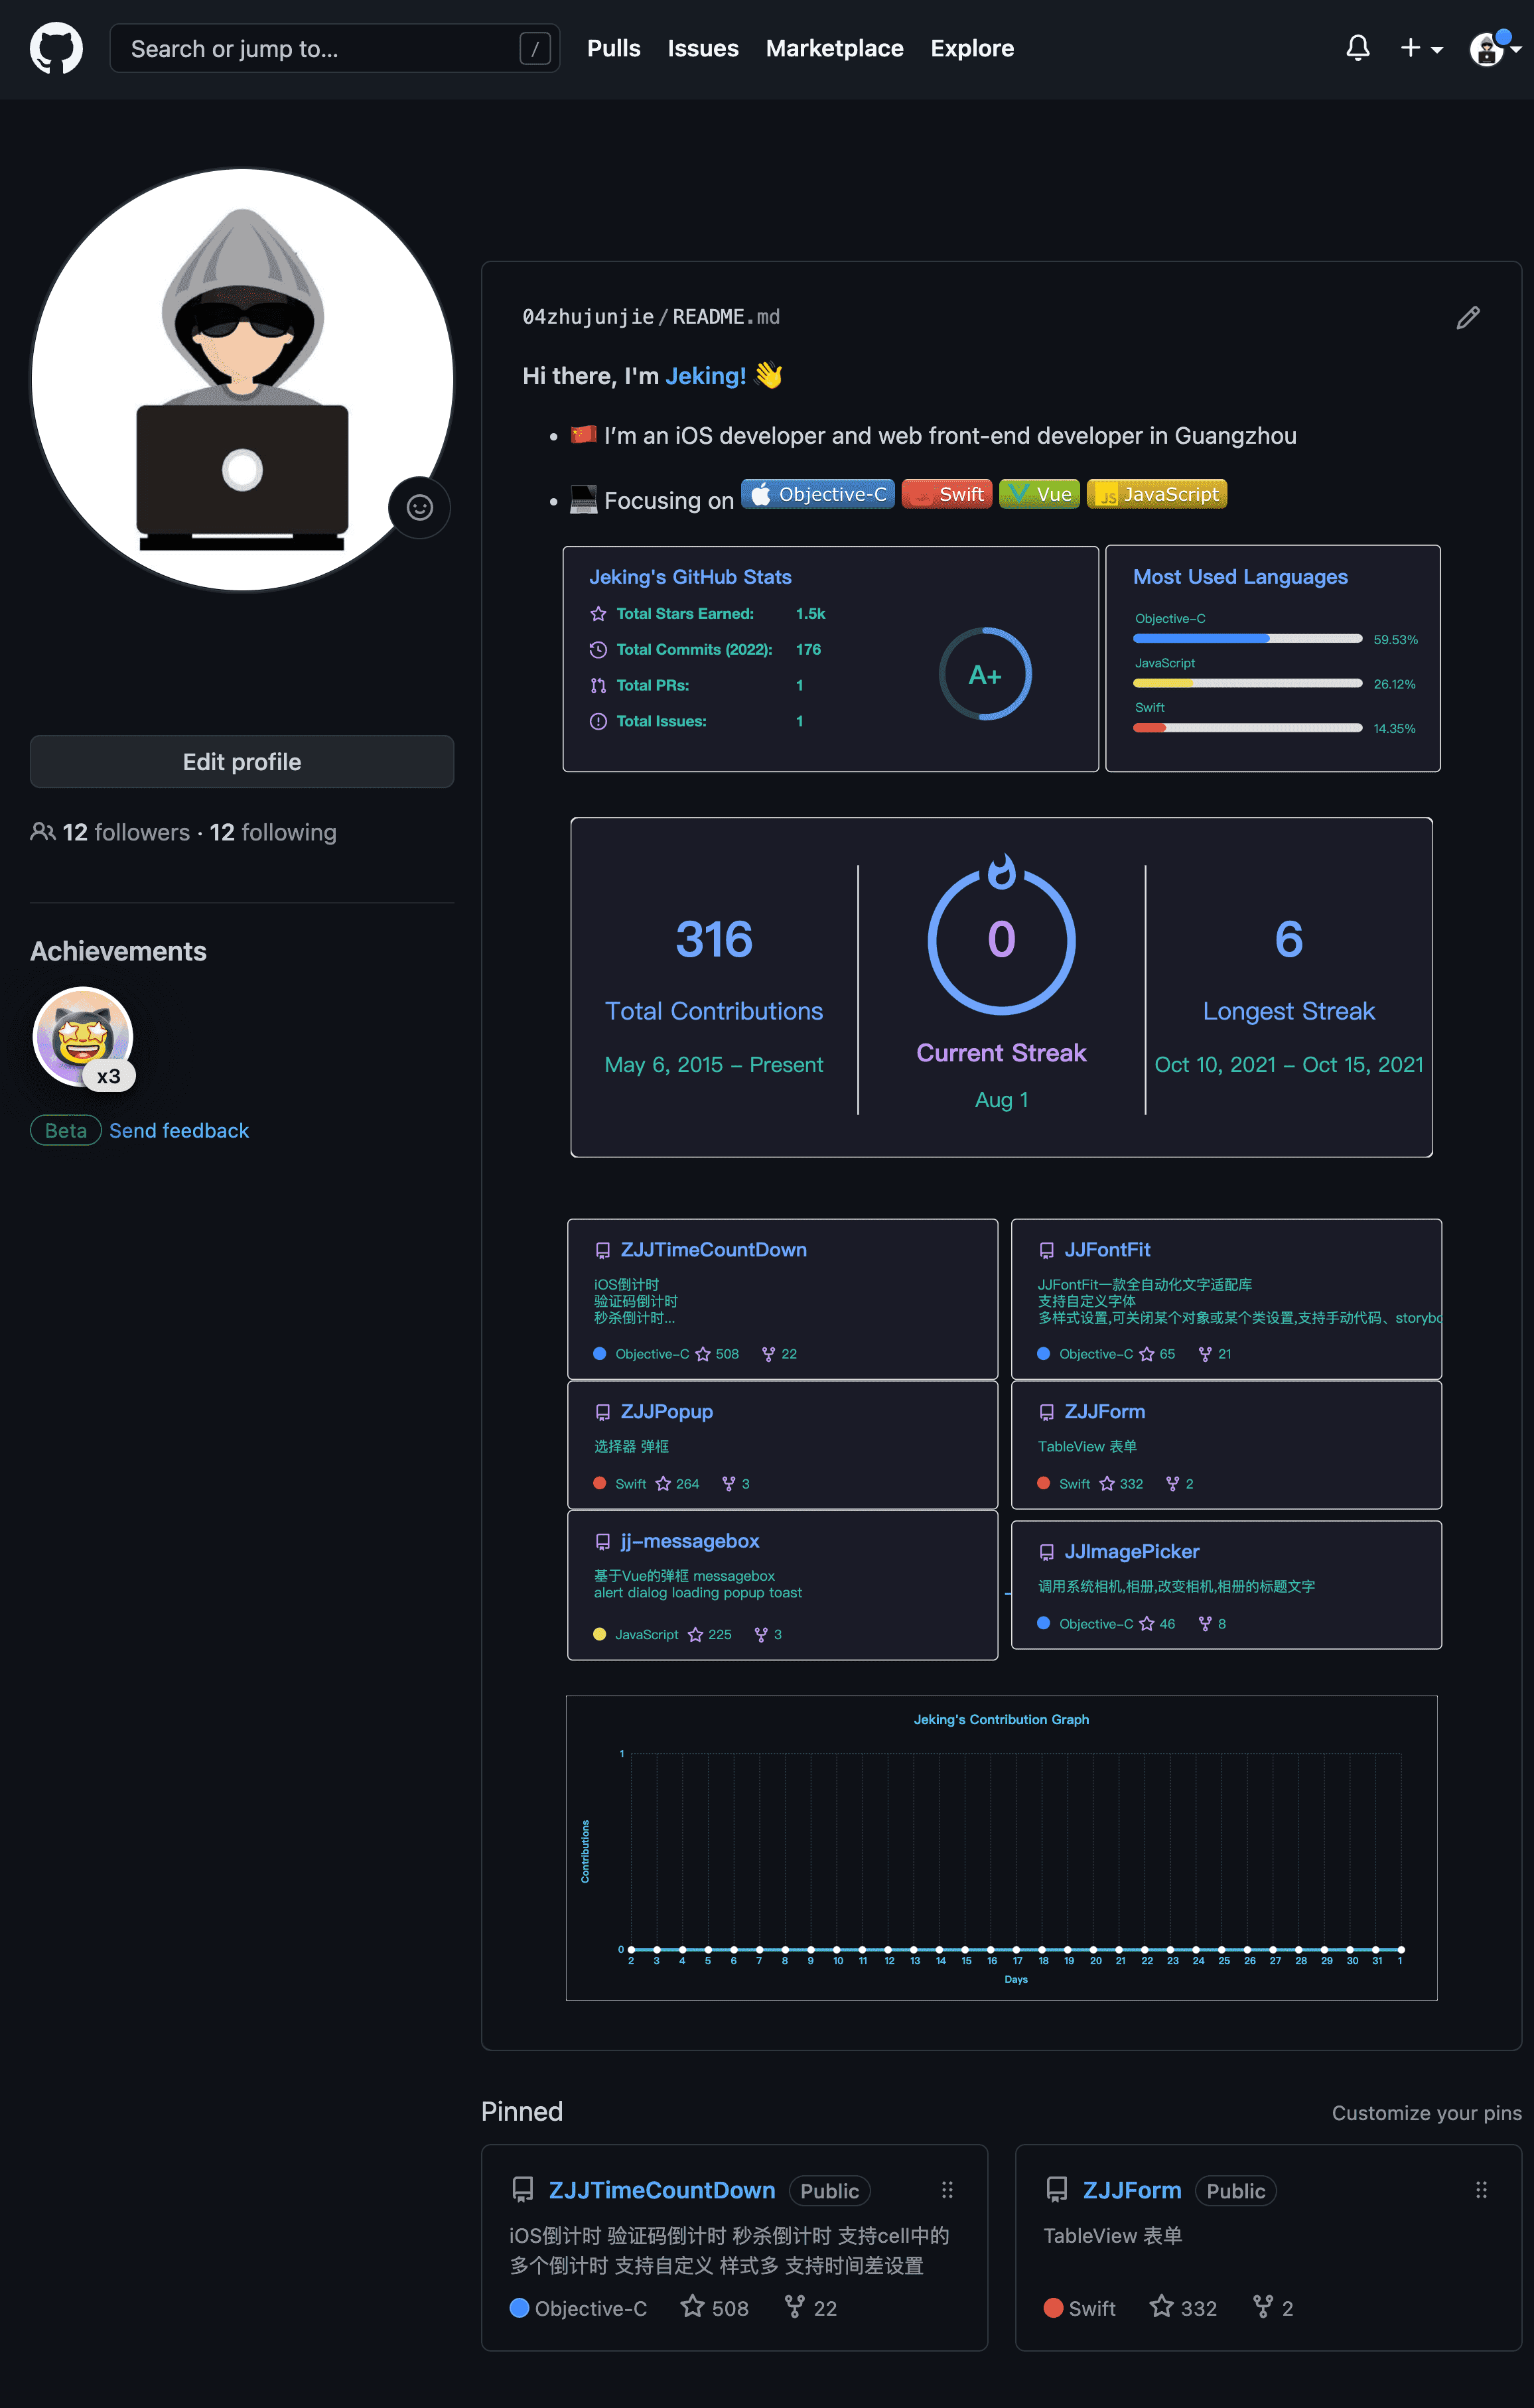 Search or jump to... /
Pulls Issues Marketplace Explore
04zhujunjie/README.md
Hi there, I'm Jeking! 👋
• 🇨🇳 I’m an iOS developer and web front-end developer in Guangzhou
• 💻 Focusing on Objective-C Swift Vue JS JavaScript
Jeking's GitHub Stats
Total Stars Earned: 1.5k
Total Commits (2022): 176
Total PRs: 1
Total Issues: 1
A+
Most Used Languages
Objective-C
59.53%
JavaScript
26.12%
Swift
14.35%
Edit profile
12 followers · 12 following
Achievements
x3
Beta Send feedback
316
Total Contributions
May 6, 2015 – Present
0
Current Streak
Aug 1
6
Longest Streak
Oct 10, 2021 – Oct 15, 2021
ZJJTimeCountDown
iOS倒计时
验证码倒计时
秒杀倒计时...
Objective-C 508 22
JJFontFit
JJFontFit一款全自动化文字适配库
支持自定义字体
多样式设置,可关闭某个对象或某个类设置,支持手动代码、storybo
Objective-C 65 21
ZJJPopup
选择器 弹框
Swift 264 3
ZJJForm
TableView 表单
Swift 332 2
jj-messagebox
基于Vue的弹框 messagebox
alert dialog loading popup toast
JavaScript 225 3
JJImagePicker
调用系统相机,相册,改变相机,相册的标题文字
Objective-C 46 8
Jeking's Contribution Graph
1
Contributions
0
2 3 4 5 6 7 8 9 10 11 12 13 14 15 16 17 18 19 20 21 22 23 24 25 26 27 28 29 30 31 1
Days
Pinned
Customize your pins
ZJJTimeCountDown Public
iOS倒计时 验证码倒计时 秒杀倒计时 支持cell中的
多个倒计时 支持自定义 样式多 支持时间差设置
Objective-C 508 22
ZJJForm Public
TableView 表单
Swift 332 2